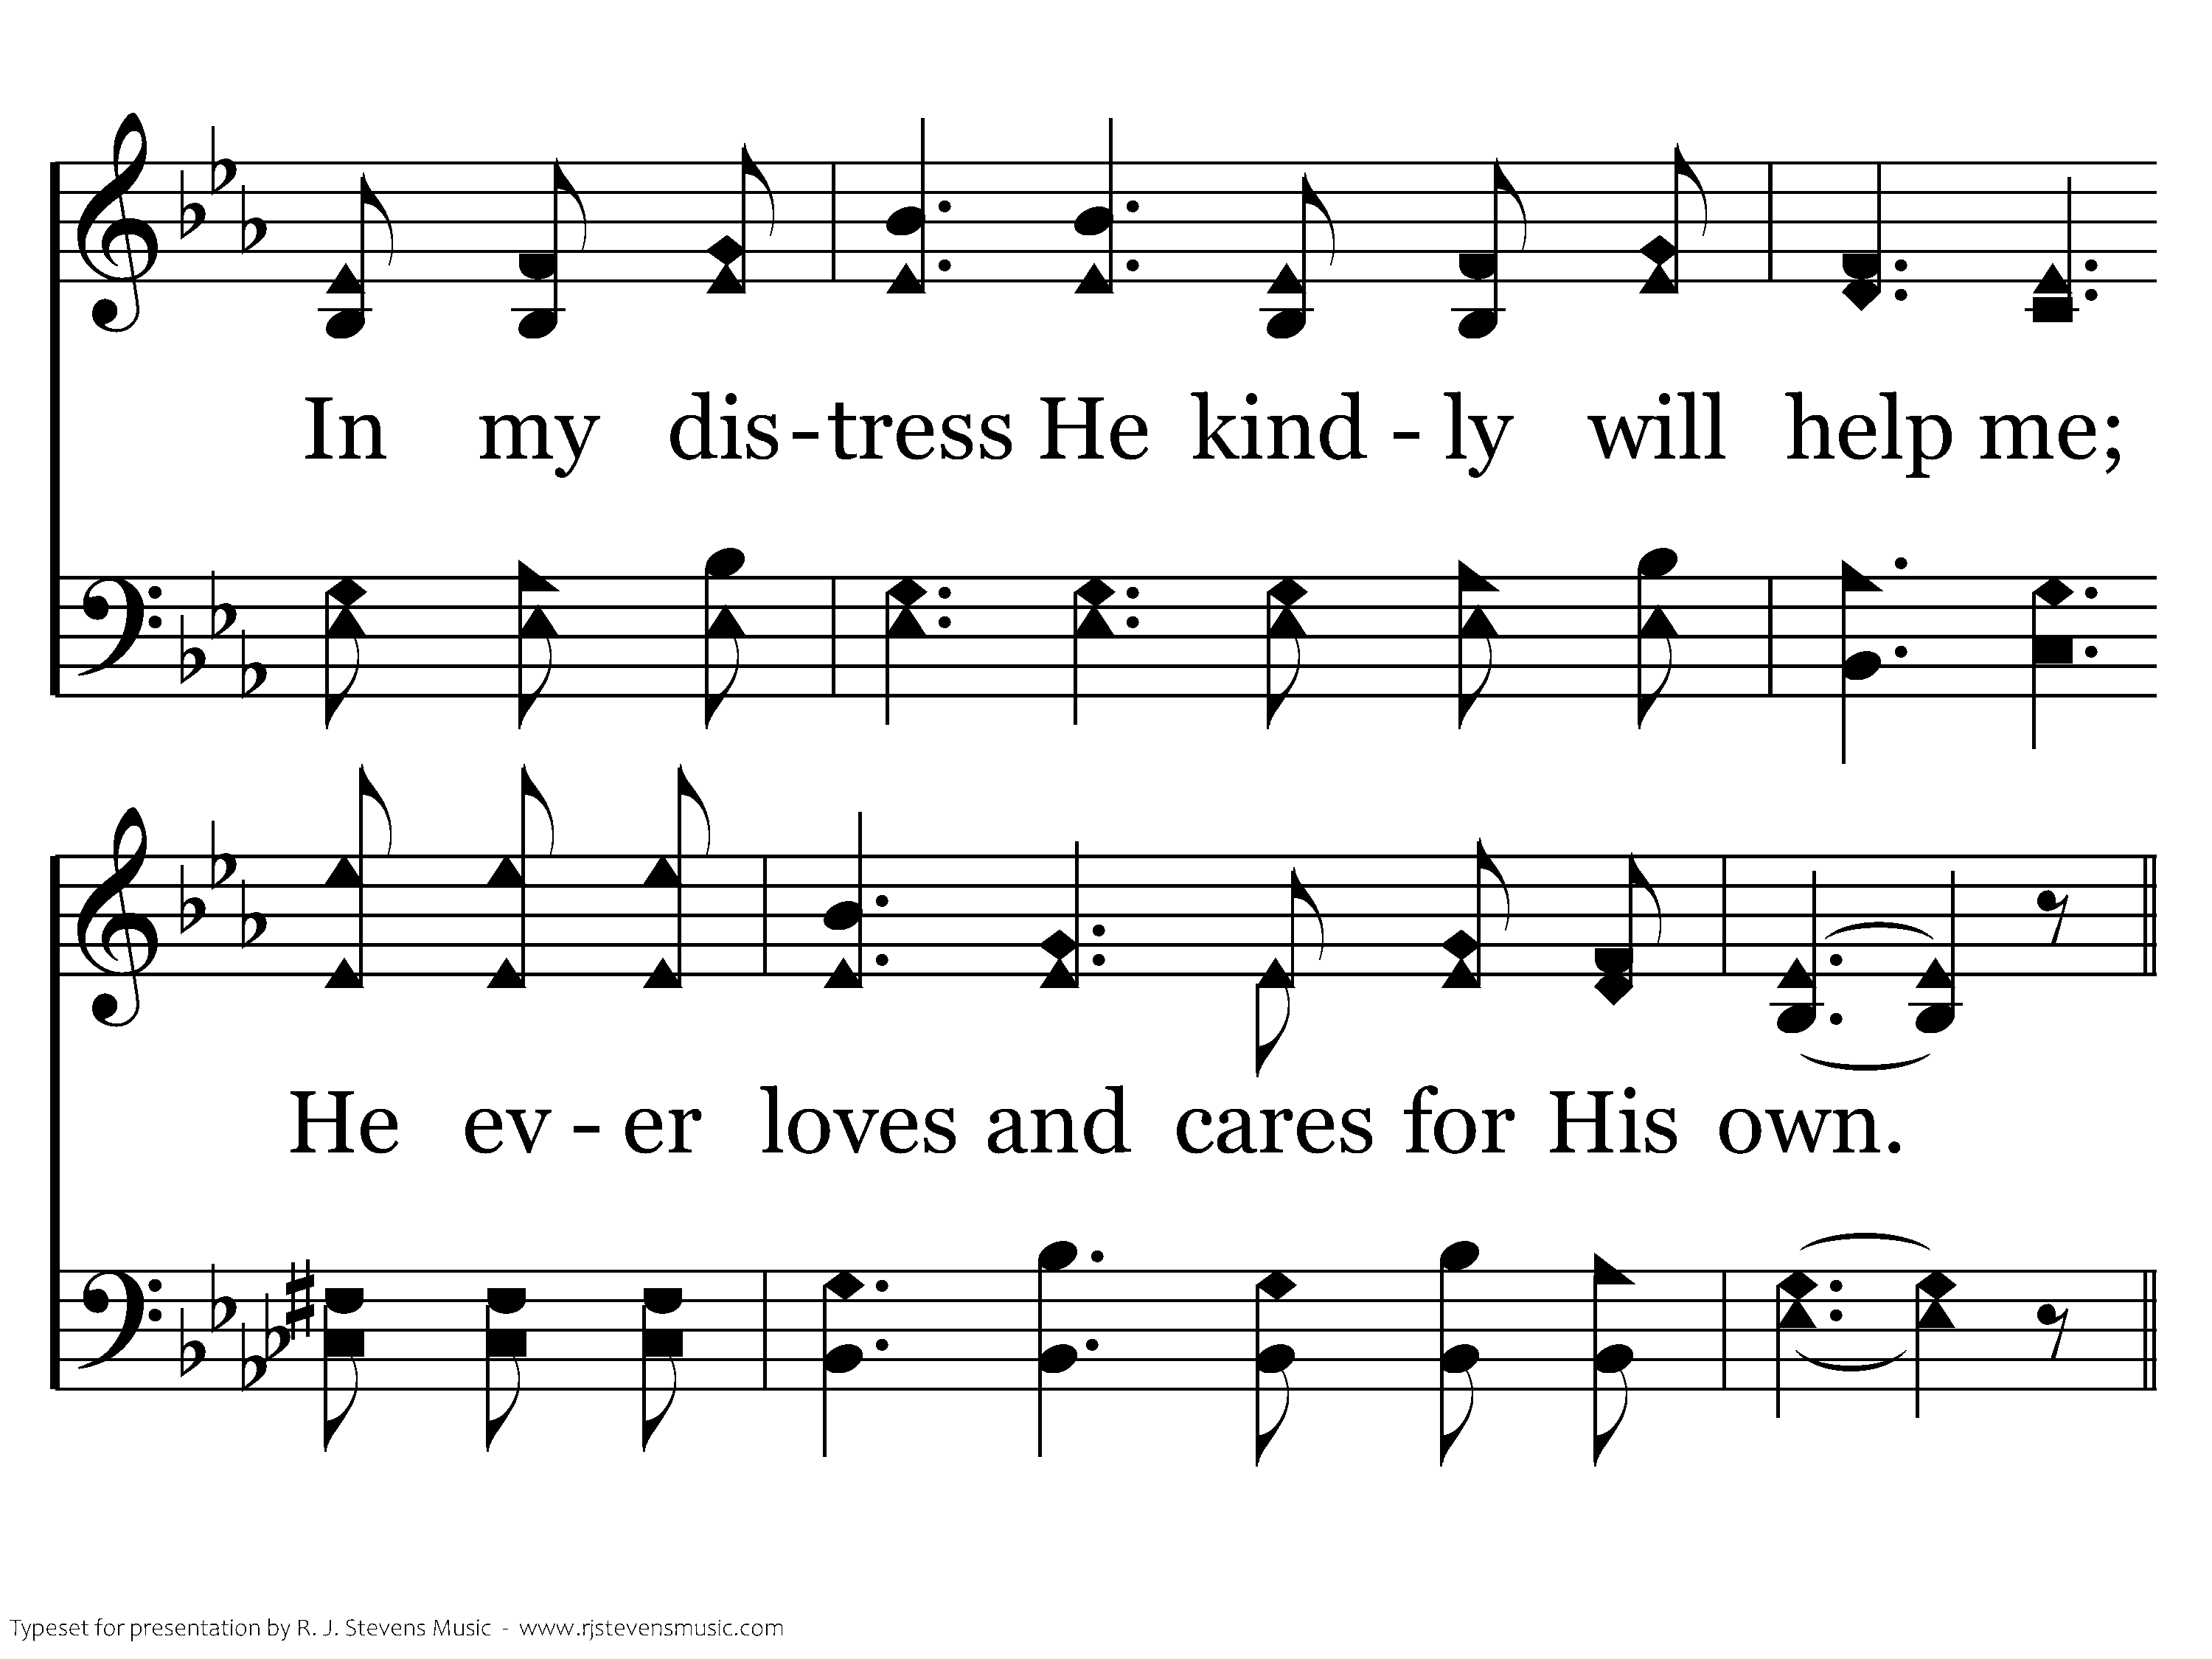 In my dis-tress He kind-ly will help me;
He ev-er loves and cares for His own.
Typeset for presentation by R. J. Stevens Music - www.rjstevensmusic.com